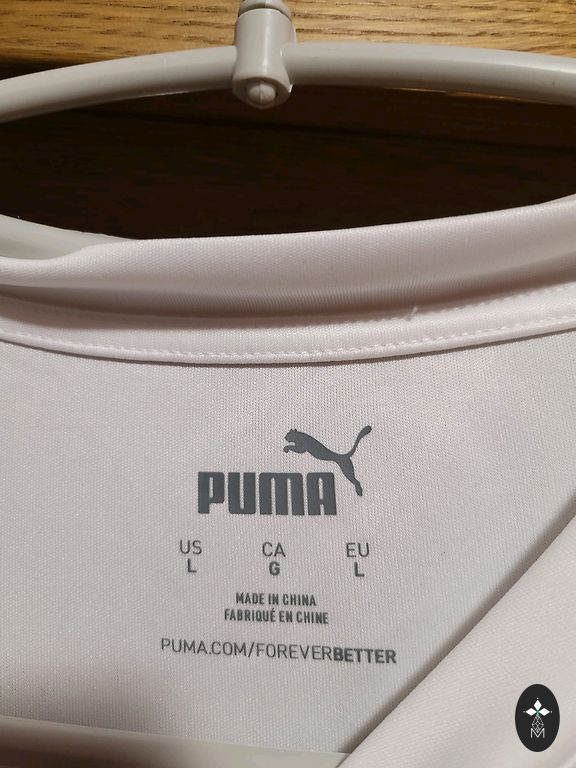 PUMA
US CA EU
L G L
MADE IN CHINA
FABRIQUÉ EN CHINE
PUMA.COM/FOREVERBETTER
M